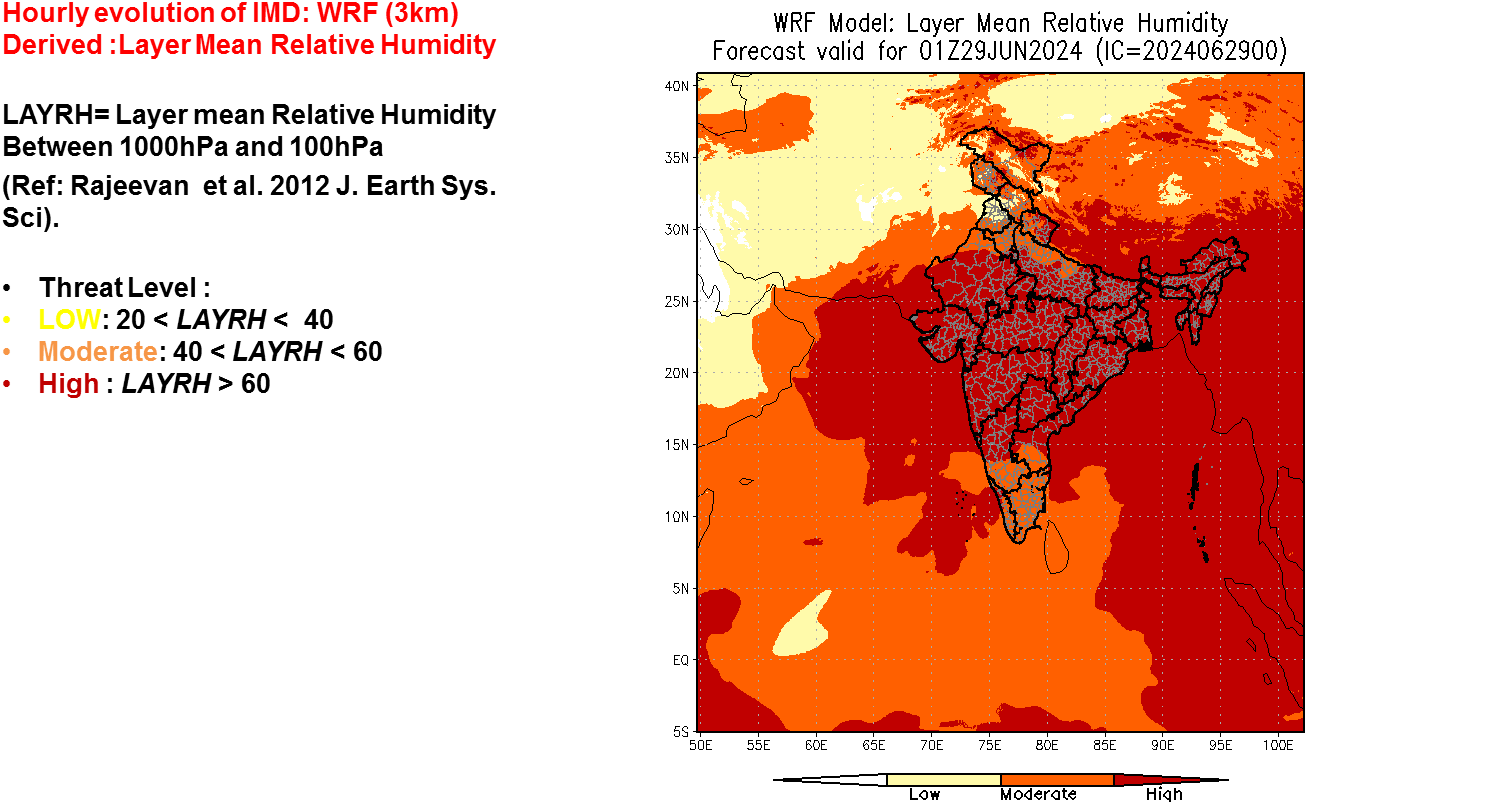 Hourly evolution of IMD: WRF (3km)
Derived :Layer Mean Relative Humidity
LAYRH= Layer mean Relative Humidity
Between 1000hPa and 100hPa
(Ref: Rajeevan et al. 2012 J. Earth Sys.
Sci).
• Threat Level :
• LOW: 20 < LAYRH < 40
• Moderate: 40 < LAYRH < 60
• High : LAYRH > 60
WRF Model: Layer Mean Relative Humidity
Forecast valid for 01Z29JUN2024 (IC=2024062900)
40N
35N
30N
25N
20N
15N
10N
5N
EQ
5S
50E 55E 60E 65E 70E 75E 80E 85E 90E 95E 100E
Low Moderate High